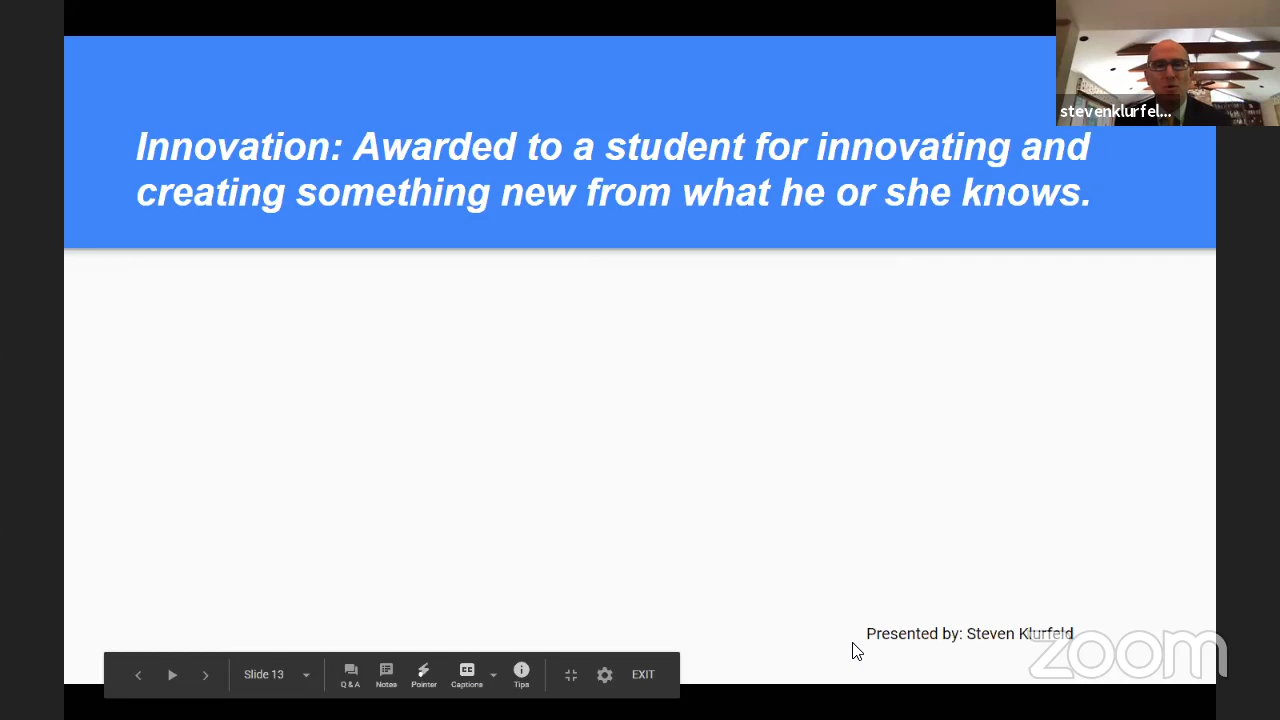 stevenklurfel...
Innovation: Awarded to a student for innovating and
creating something new from what he or she knows.
Presented by: Steven Klurfeld
zoom
Slide 13
Q & A
Notes
Pointer
CC
Captions
Tips
EXIT